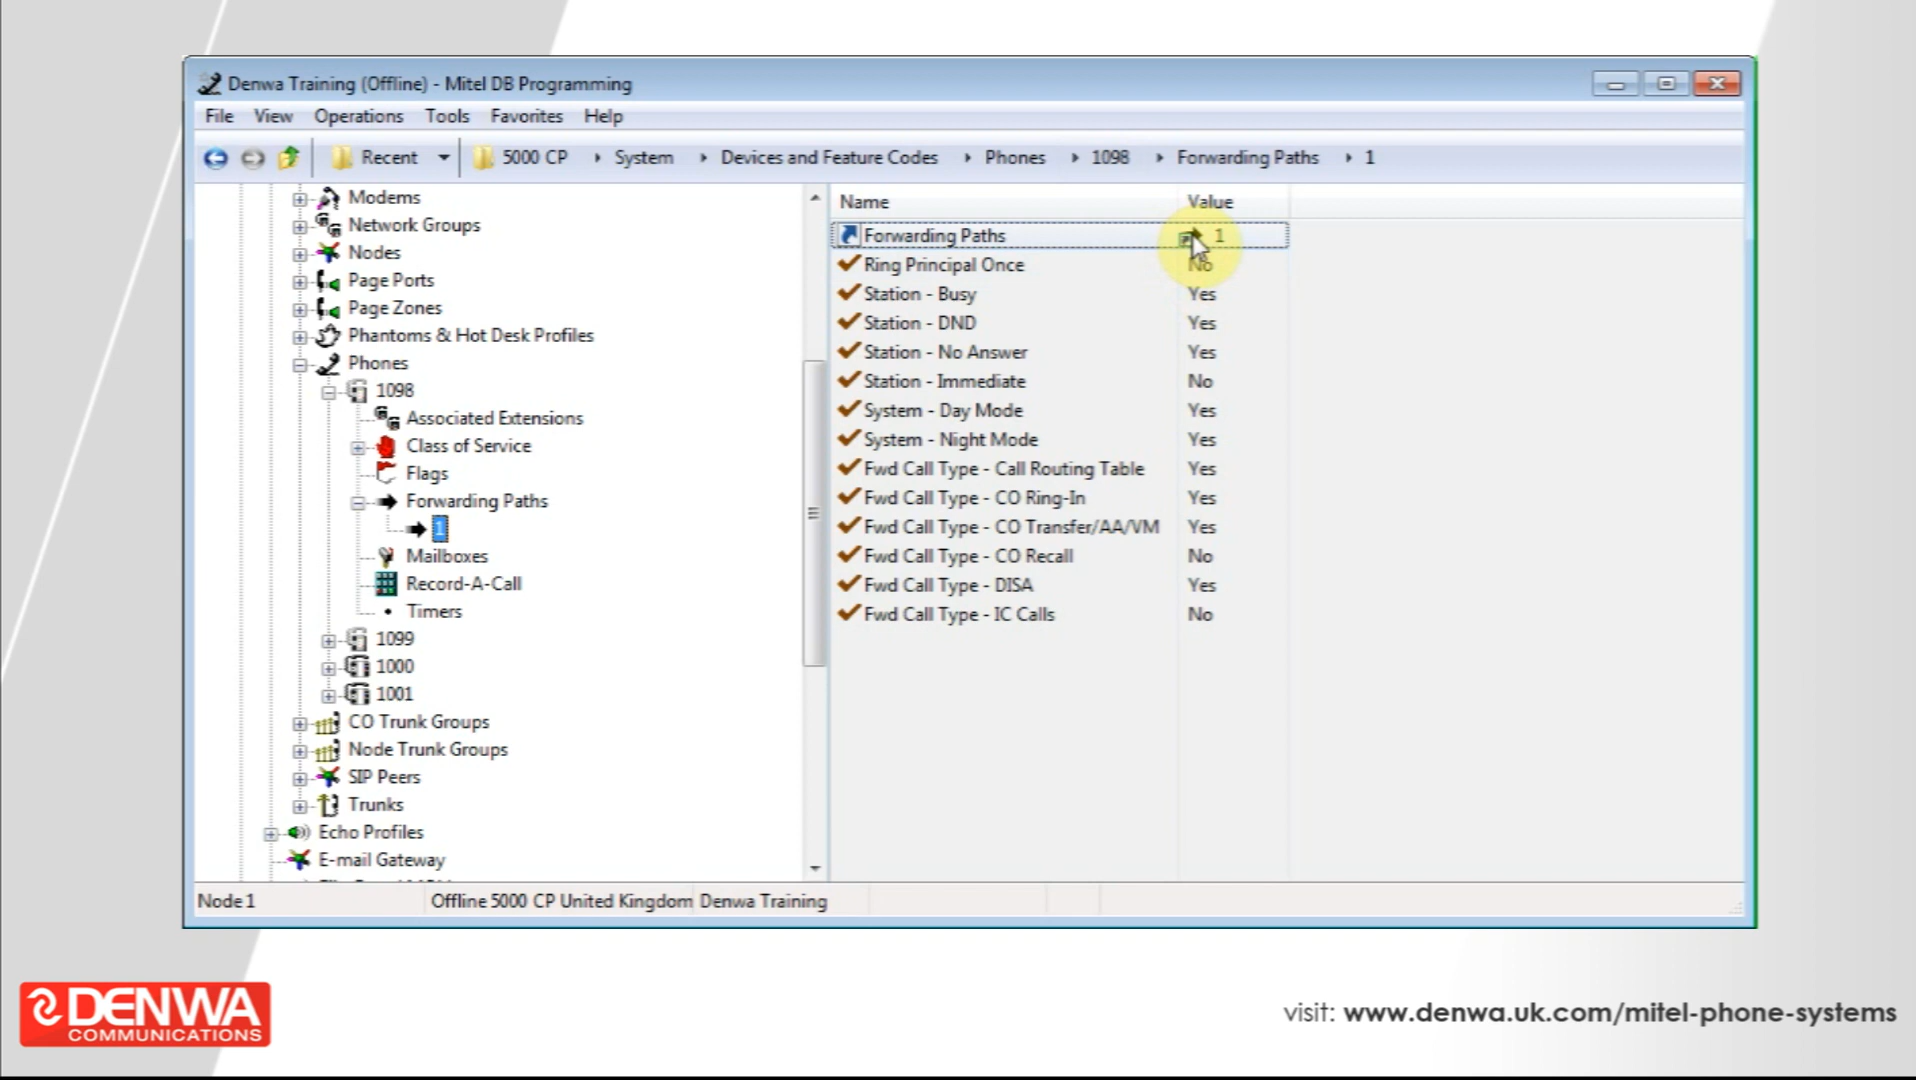 Denwa Training (Offline) - Mitel DB Programming
File View Operations Tools Favorites Help
Recent 5000 CP System Devices and Feature Codes Phones 1098 Forwarding Paths 1
Modems
Network Groups
Nodes
Page Ports
Page Zones
Phantoms & Hot Desk Profiles
Phones
1098
Associated Extensions
Class of Service
Flags
Forwarding Paths
1
Mailboxes
Record-A-Call
Timers
1099
1000
1001
CO Trunk Groups
Node Trunk Groups
SIP Peers
Trunks
Echo Profiles
E-mail Gateway
Name Value
Forwarding Paths 1
Ring Principal Once No
Station - Busy Yes
Station - DND Yes
Station - No Answer Yes
Station - Immediate No
System - Day Mode Yes
System - Night Mode Yes
Fwd Call Type - Call Routing Table Yes
Fwd Call Type - CO Ring-In Yes
Fwd Call Type - CO Transfer/AA/VM Yes
Fwd Call Type - CO Recall No
Fwd Call Type - DISA Yes
Fwd Call Type - IC Calls No
Node 1 Offline 5000 CP United Kingdom Denwa Training
DENWA
COMMUNICATIONS
visit: www.denwa.uk.com/mitel-phone-systems